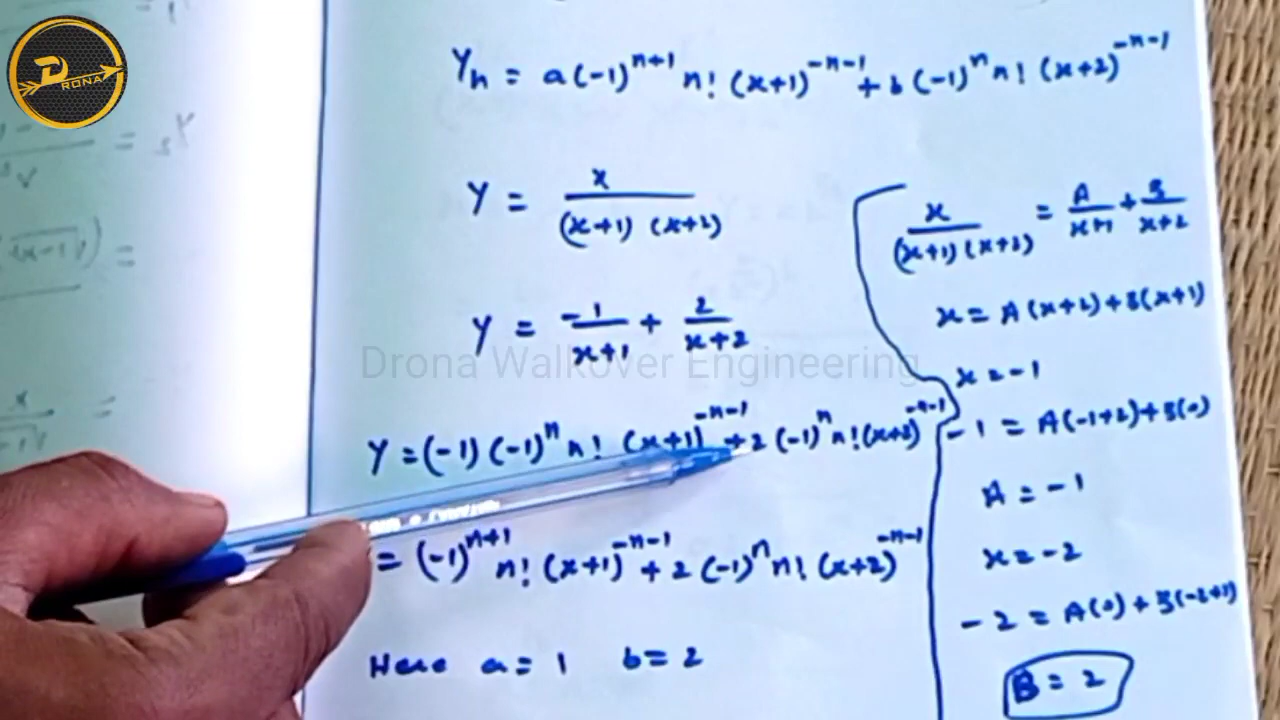 DRONA
Yn = a(-1)^{n+1} n! (x+1)^{-n-1} + b(-1)^n n! (x+2)^{-n-1}
Y = x / (x+1) (x+2)
Y = -1/(x+1) + 2/(x+2)
Drona Walkover Engineering
Y = (-1) (-1)^n n! (x+1)^{-n-1} + 2 (-1)^n n! (x+2)^{-n-1}
= (-1)^{n+1} n! (x+1)^{-n-1} + 2 (-1)^n n! (x+2)^{-n-1}
Here a = 1 b = 2
x / (x+1) (x+2) = A/(x+1) + B/(x+2)
x = A(x+2) + B(x+1)
x = -1
-1 = A(-1+2) + B(0)
A = -1
x = -2
-2 = A(0) + B(-2+1)
B = 2